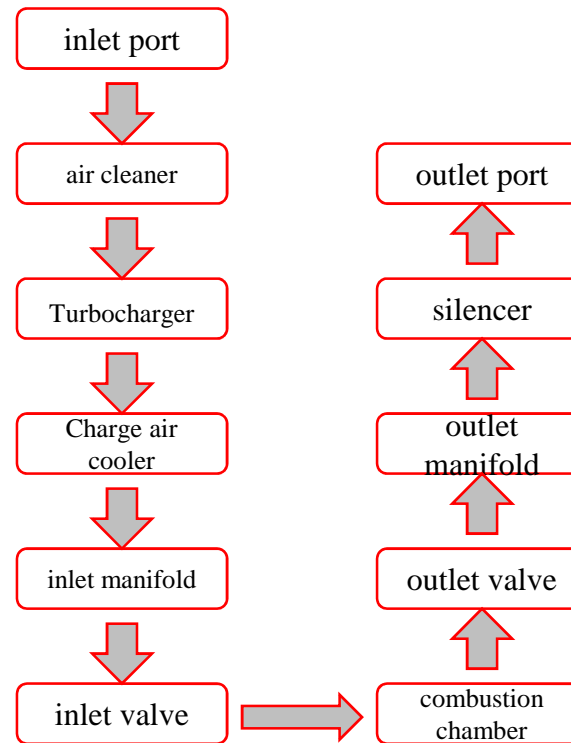 inlet port
air cleaner
Turbocharger
Charge air
cooler
inlet manifold
inlet valve
combustion
chamber
outlet valve
outlet
manifold
silencer
outlet port